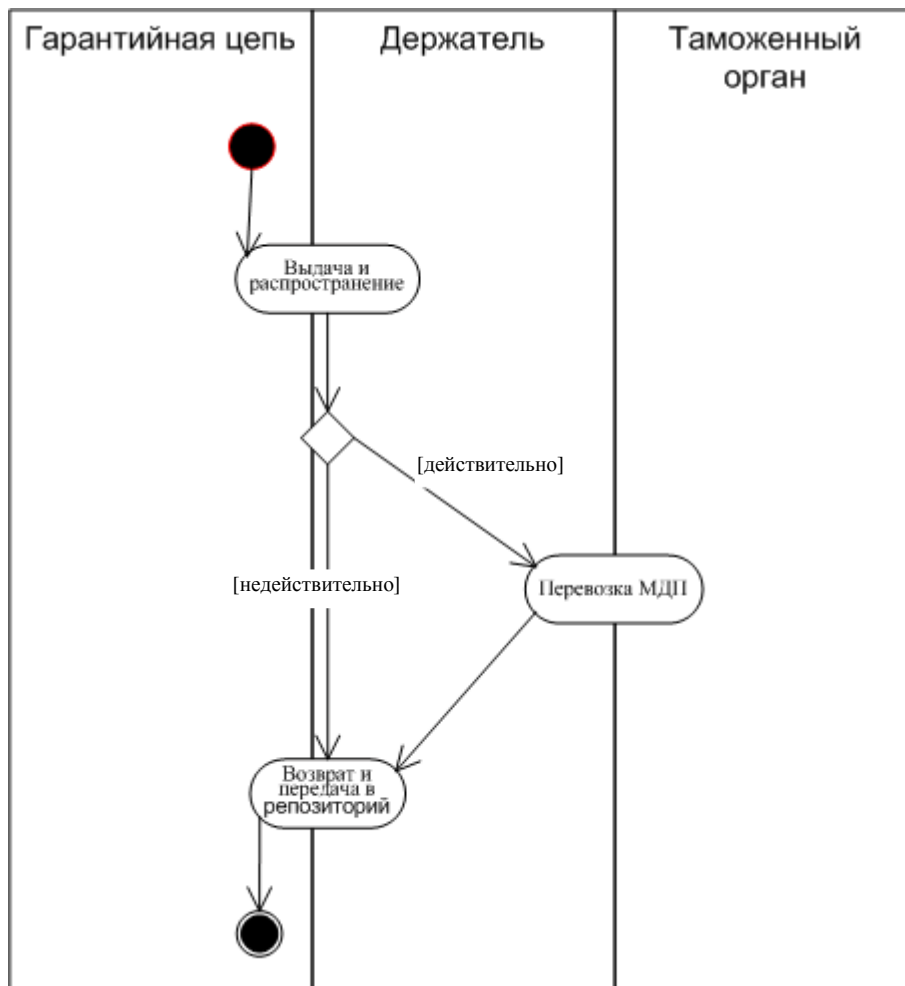 Гарантийная цепь
Держатель
Таможенный
орган
Выдача и
распространение
[действительно]
[недействительно]
Перевозка МДП
Возврат и
передача в
репозиторий